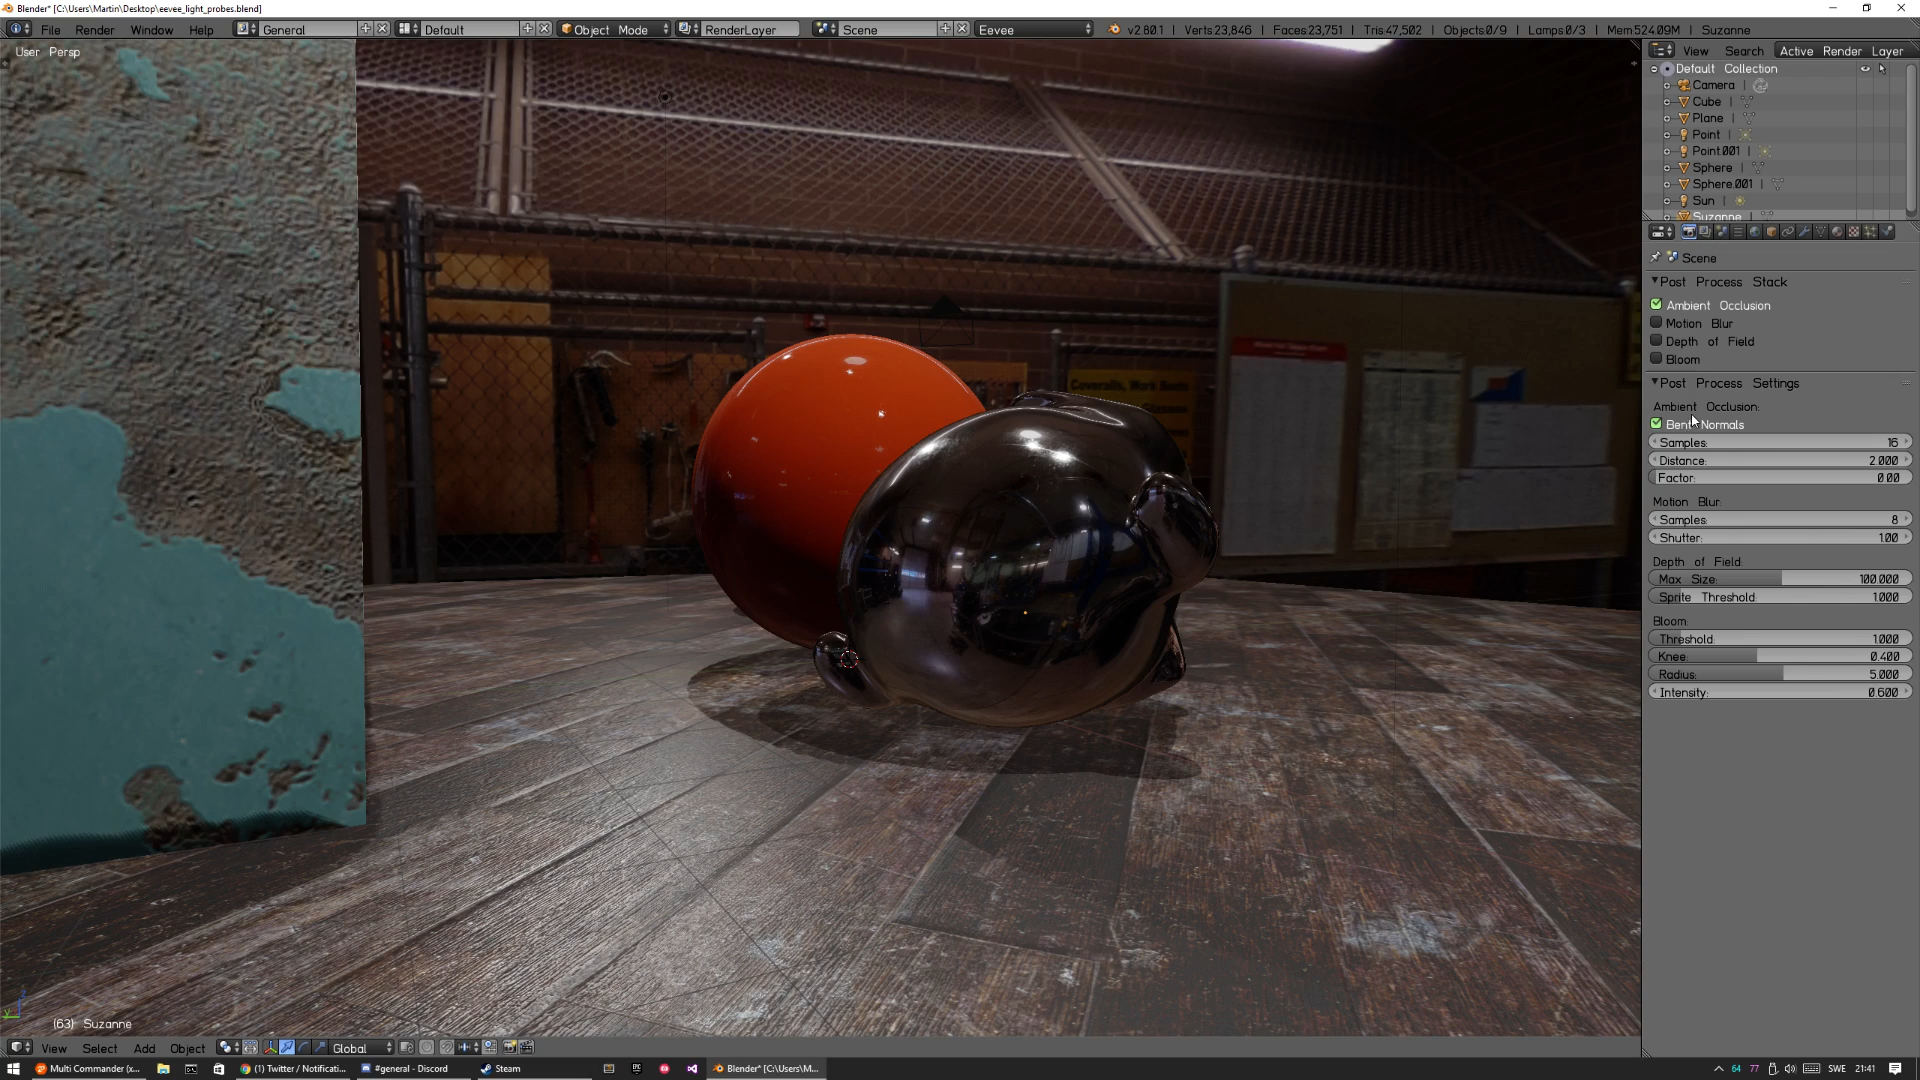 Blender* [C:\Users\Martin\Desktop\eevee_light_probes.blend]
File Render Window Help General Default Object Mode RenderLayer Scene Eevee v2.80.1 | Verts:23,846 | Faces:23,751 | Tris:47,502 | Objects:0/9 | Lamps:0/3 | Mem:524.09M | Suzanne
User Persp
View Search Active Render Layer
Default Collection
Camera
Cube
Plane
Point
Point.001
Sphere
Sphere.001
Sun
Suzanne
Scene
Post Process Stack
Ambient Occlusion
Motion Blur
Depth of Field
Bloom
Post Process Settings
Ambient Occlusion:
Bent Normals
Samples: 16
Distance: 2.000
Factor: 0.00
Motion Blur:
Samples: 8
Shutter: 1.00
Depth of Field:
Max Size: 100.000
Sprite Threshold: 1.000
Bloom:
Threshold: 1.000
Knee: 0.400
Radius: 5.000
Intensity: 0.600
Coveralls, Work Boots
Glasses
(63) Suzanne
View Select Add Object Global
Multi Commander (x... (1) Twitter / Notificati... #general - Discord Steam Blender* [C:\Users\M... 64 77 SWE 21:41